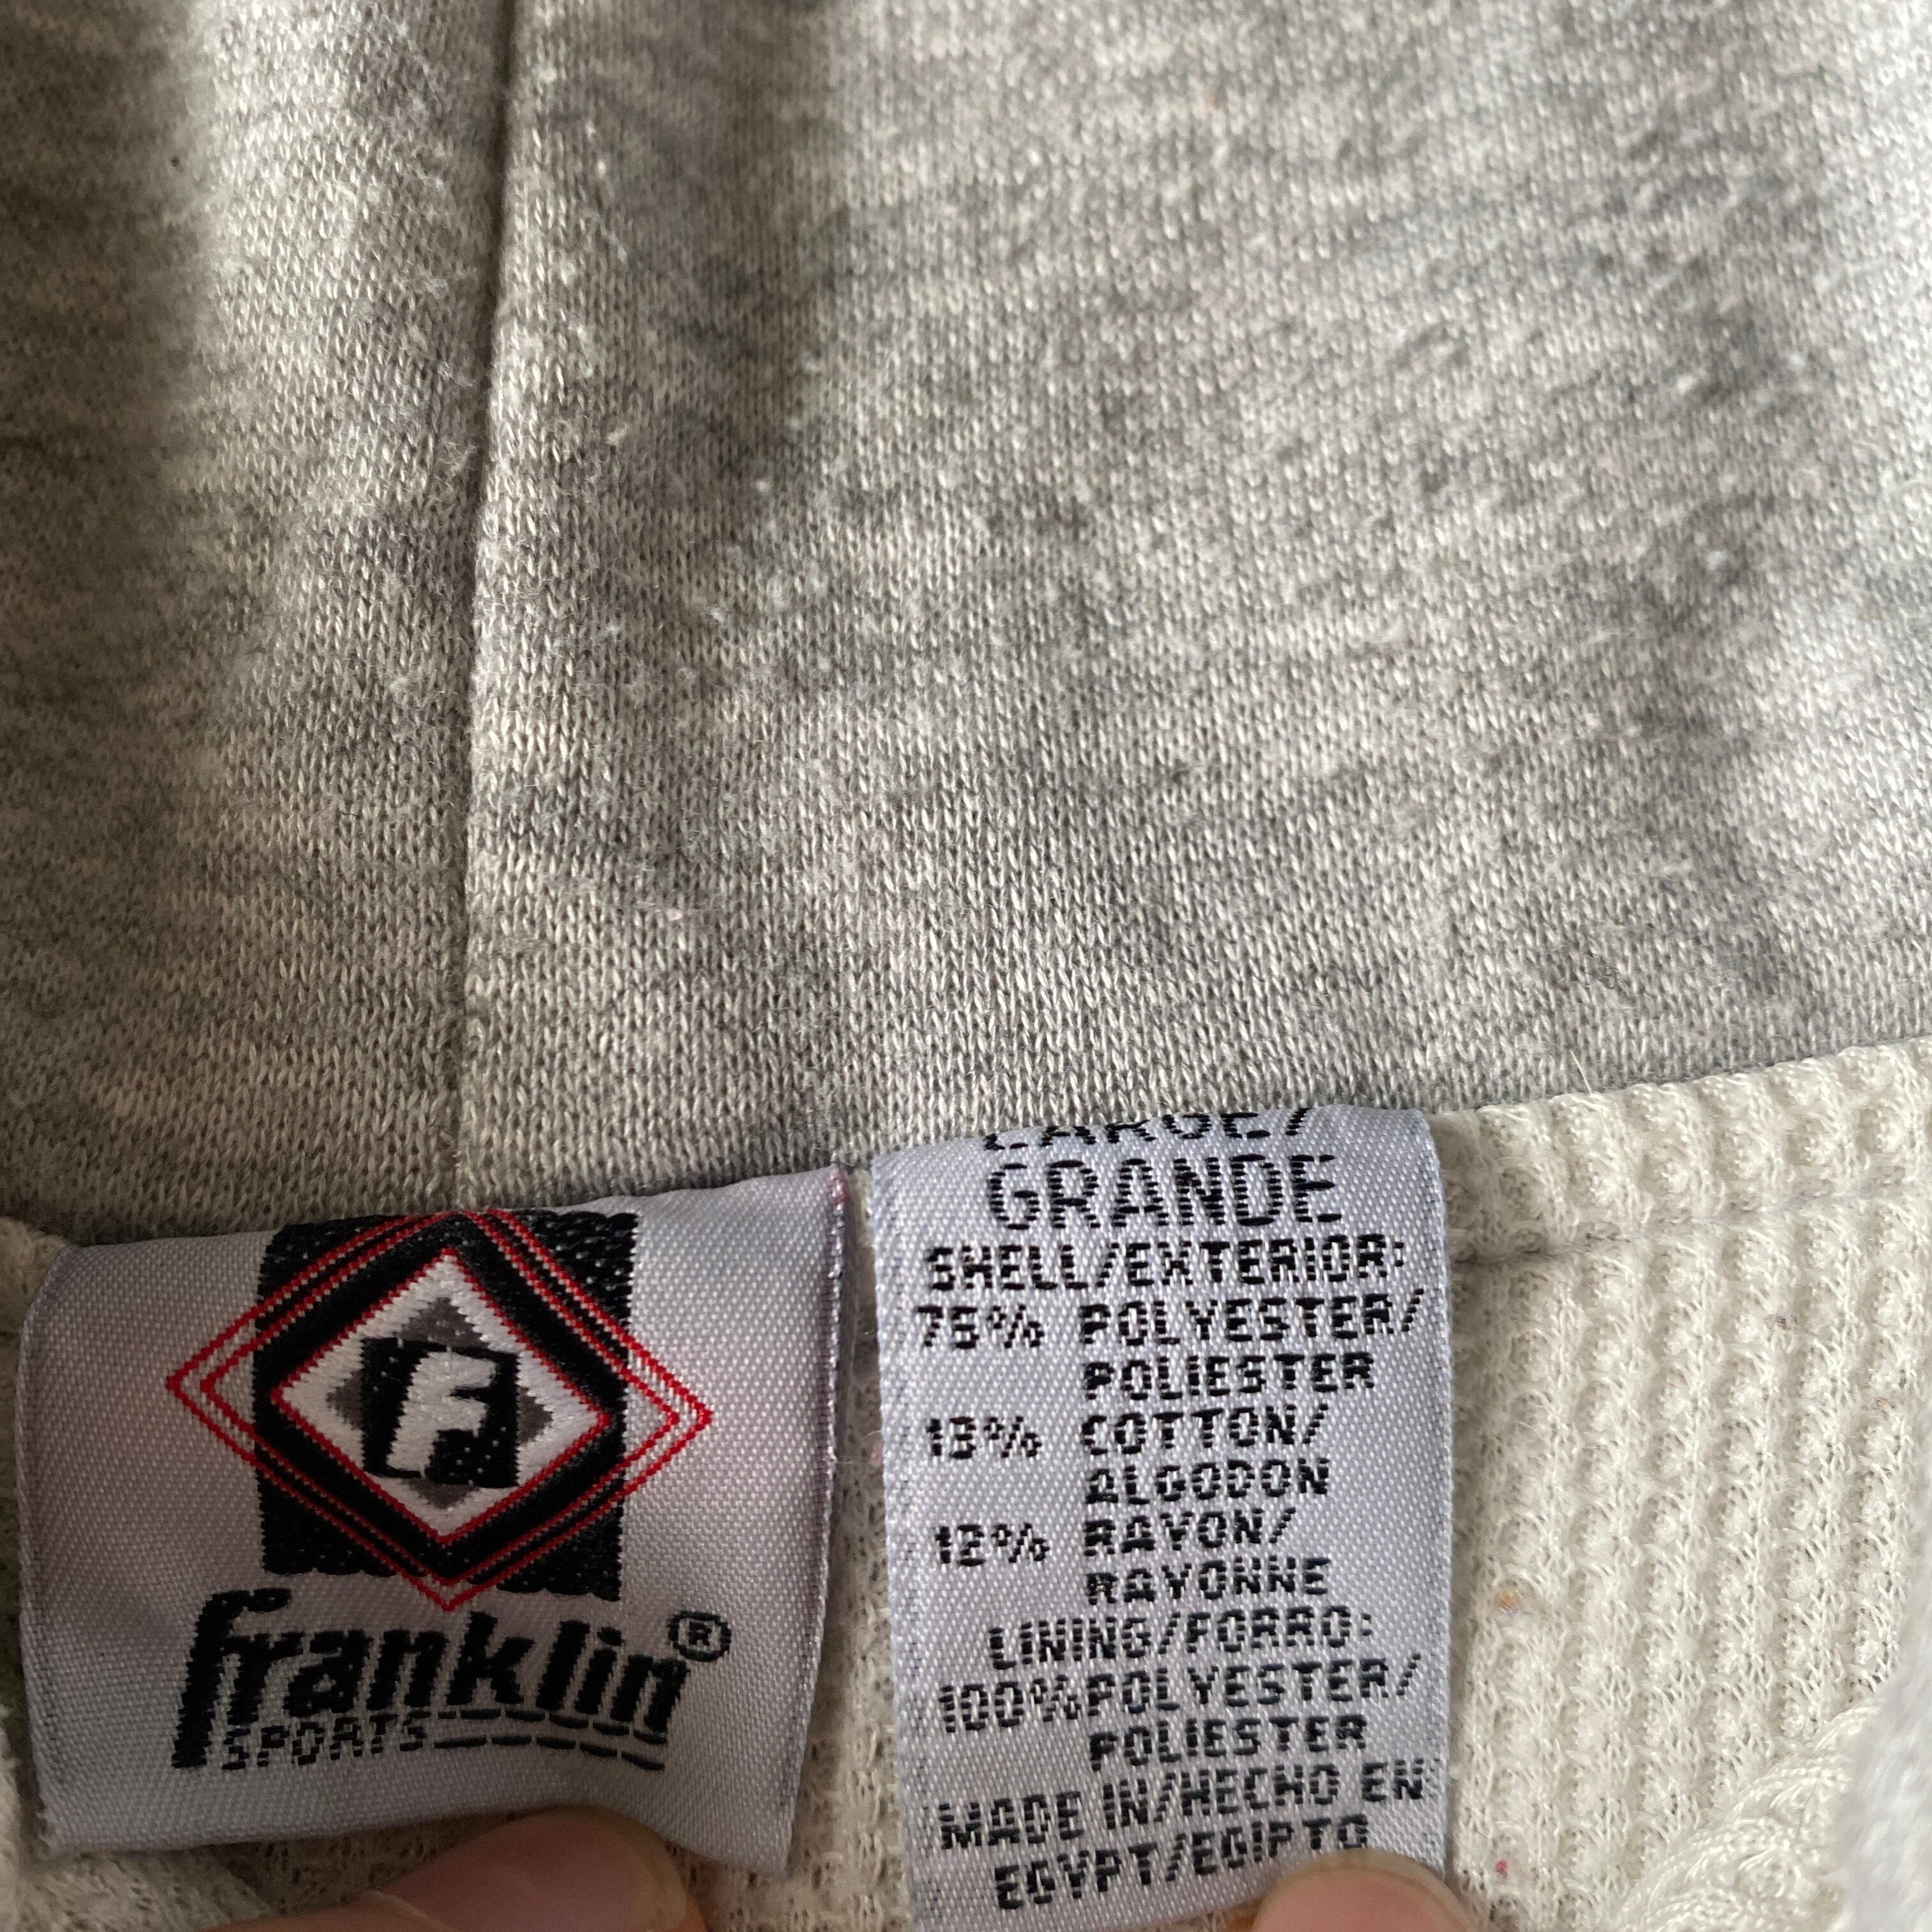 F
franklin®
SPORTS
LARGE/
GRANDE
SHELL/EXTERIOR:
75% POLYESTER/
POLIESTER
13% COTTON/
ALGODON
12% RAYON/
RAYONNE
LINING/FORRO:
100% POLYESTER/
POLIESTER
MADE IN/HECHO EN
EGYPT/EGIPTO